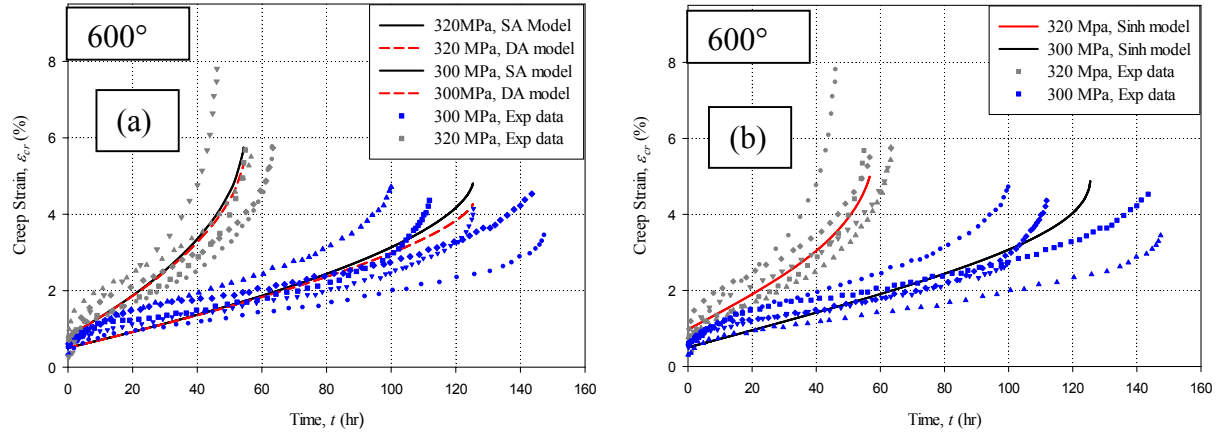 600°
(a)
320MPa, SA Model
320 MPa, DA model
300 MPa, SA model
300MPa, DA model
300 MPa, Exp data
320 MPa, Exp data
Creep Strain, εcr (%)
8
6
4
2
0
0 20 40 60 80 100 120 140 160
Time, t (hr)
600°
(b)
320 Mpa, Sinh model
300 Mpa, Sinh model
320 Mpa, Exp data
300 MPa, Exp data
Creep Strain, εcr (%)
8
6
4
2
0
0 20 40 60 80 100 120 140 160
Time, t (hr)